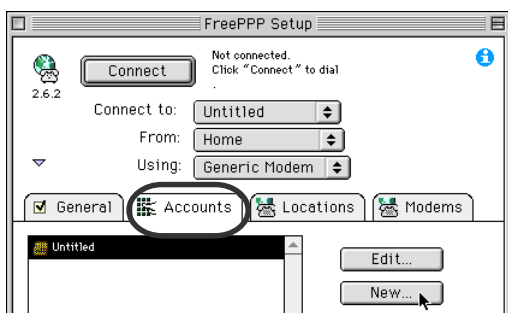 FreePPP Setup
Not connected.
Connect
Click "Connect" to dial
.
2.6.2
Connect to: Untitled
From: Home
Using: Generic Modem
General Accounts Locations Modems
Untitled
Edit...
New...